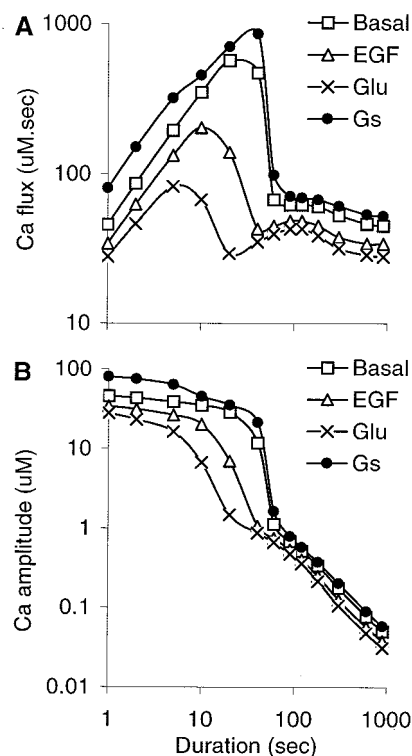 A
1000
100
10
Ca flux (uM.sec)
Basal
EGF
Glu
Gs
B
100
10
1
0.1
0.01
Ca amplitude (uM)
Basal
EGF
Glu
Gs
1 10 100 1000
Duration (sec)